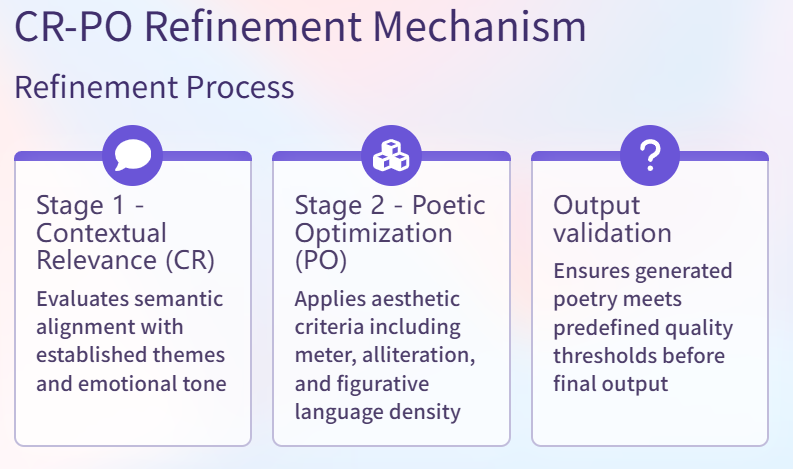 CR-PO Refinement Mechanism
Refinement Process
Stage 1 -
Contextual
Relevance (CR)
Evaluates semantic
alignment with
established themes
and emotional tone
Stage 2 - Poetic
Optimization
(PO)
Applies aesthetic
criteria including
meter, alliteration,
and figurative
language density
?
Output
validation
Ensures generated
poetry meets
predefined quality
thresholds before
final output